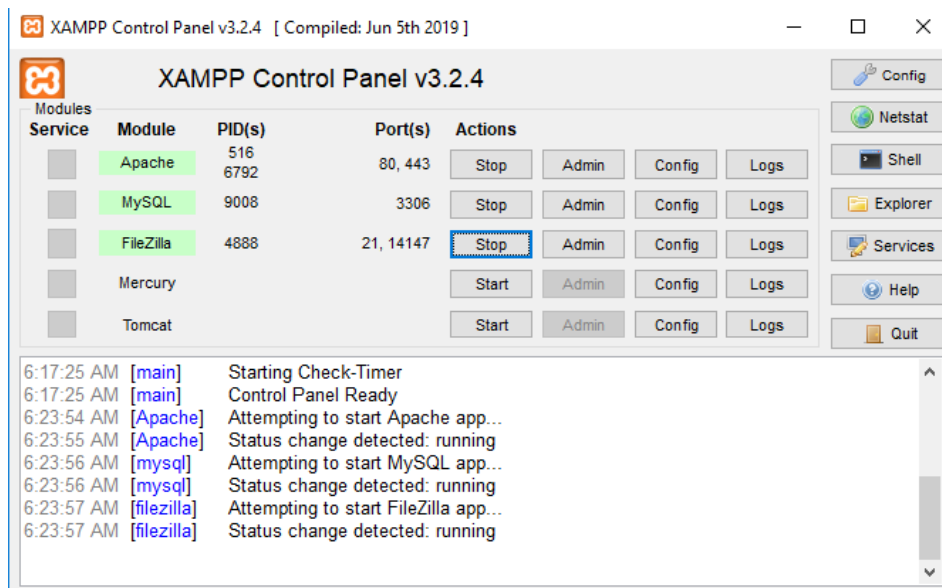 XAMPP Control Panel v3.2.4 [ Compiled: Jun 5th 2019 ]
XAMPP Control Panel v3.2.4
Config
Modules
Service Module PID(s) Port(s) Actions
Netstat
Apache 516 6792 80, 443 Stop Admin Config Logs
Shell
MySQL 9008 3306 Stop Admin Config Logs
Explorer
FileZilla 4888 21, 14147 Stop Admin Config Logs
Services
Mercury Start Admin Config Logs
Help
Tomcat Start Admin Config Logs
Quit
6:17:25 AM [main] Starting Check-Timer
6:17:25 AM [main] Control Panel Ready
6:23:54 AM [Apache] Attempting to start Apache app...
6:23:55 AM [Apache] Status change detected: running
6:23:56 AM [mysql] Attempting to start MySQL app...
6:23:56 AM [mysql] Status change detected: running
6:23:57 AM [filezilla] Attempting to start FileZilla app...
6:23:57 AM [filezilla] Status change detected: running